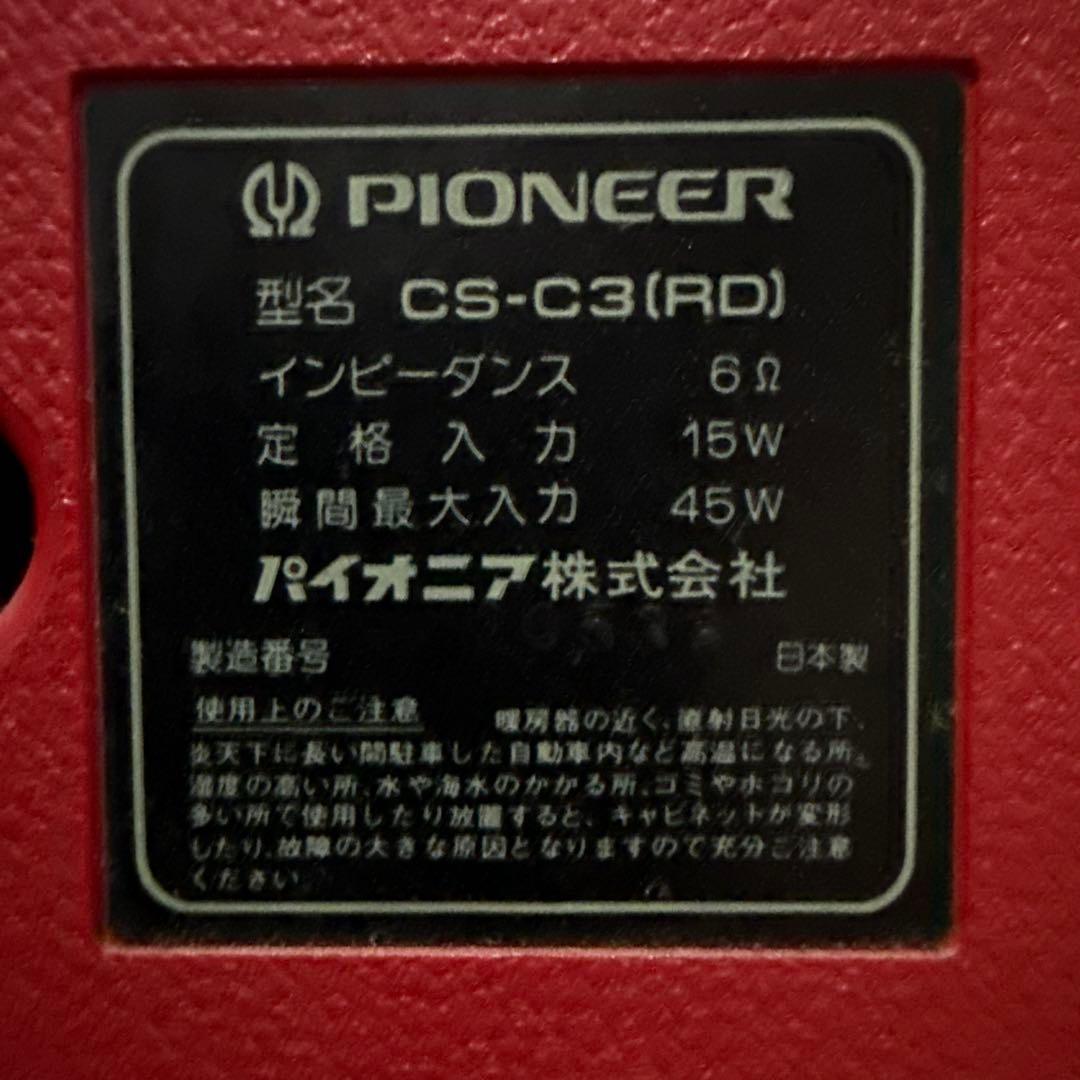 PIONEER
型名 CS-C3(RD)
インピーダンス 6Ω
定格入力 15W
瞬間最大入力 45W
パイオニア株式会社
製造番号 日本製
使用上のご注意 暖房器の近く、直射日光の下、
炎天下に長い間駐車した自動車内など高温になる所、
湿度の高い所、水や海水のかかる所、ゴミやホコリの
多い所で使用したり放置すると、キャビネットが変形
したり、故障の大きな原因となりますので充分ご注意
ください。